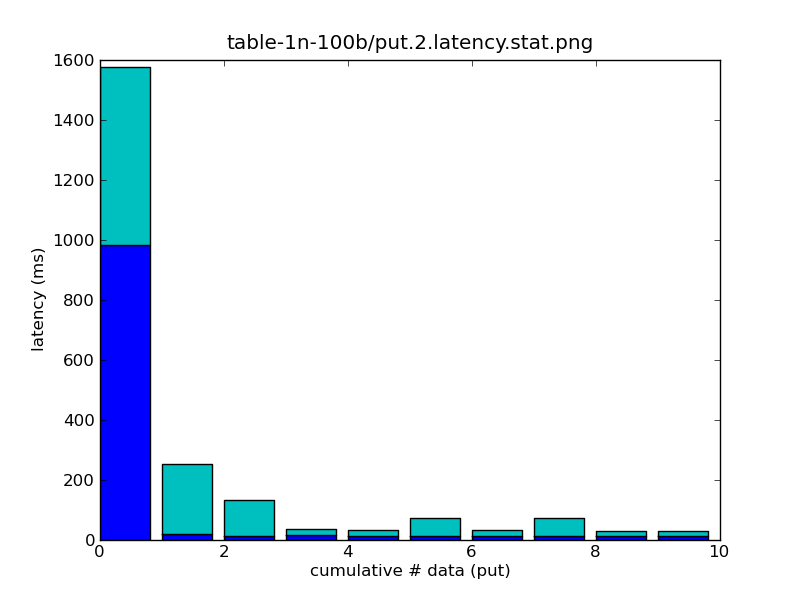 table-1n-100b/put.2.latency.stat.png
1600
1400
1200
1000
800
600
400
200
0
latency (ms)
0 2 4 6 8 10
cumulative # data (put)